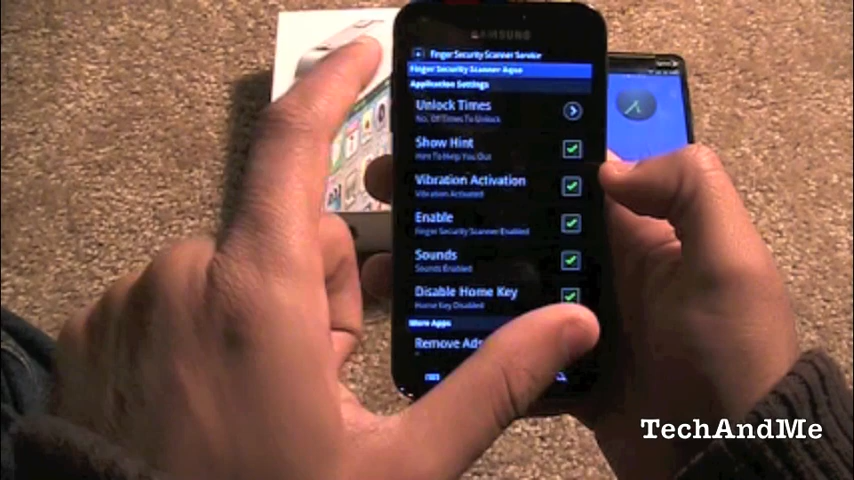 SAMSUNG
Finger Security Scanner Service
Finger Security Scanner Aqua
Application Settings
Unlock Times
No. Of Times To Unlock
Show Hint
Hint To Help You Out
Vibration Activation
Vibration Activated
Enable
Finger Security Scanner Enabled
Sounds
Sounds Enabled
Disable Home Key
Home Key Disabled
More Apps
Remove Ads
TechAndMe